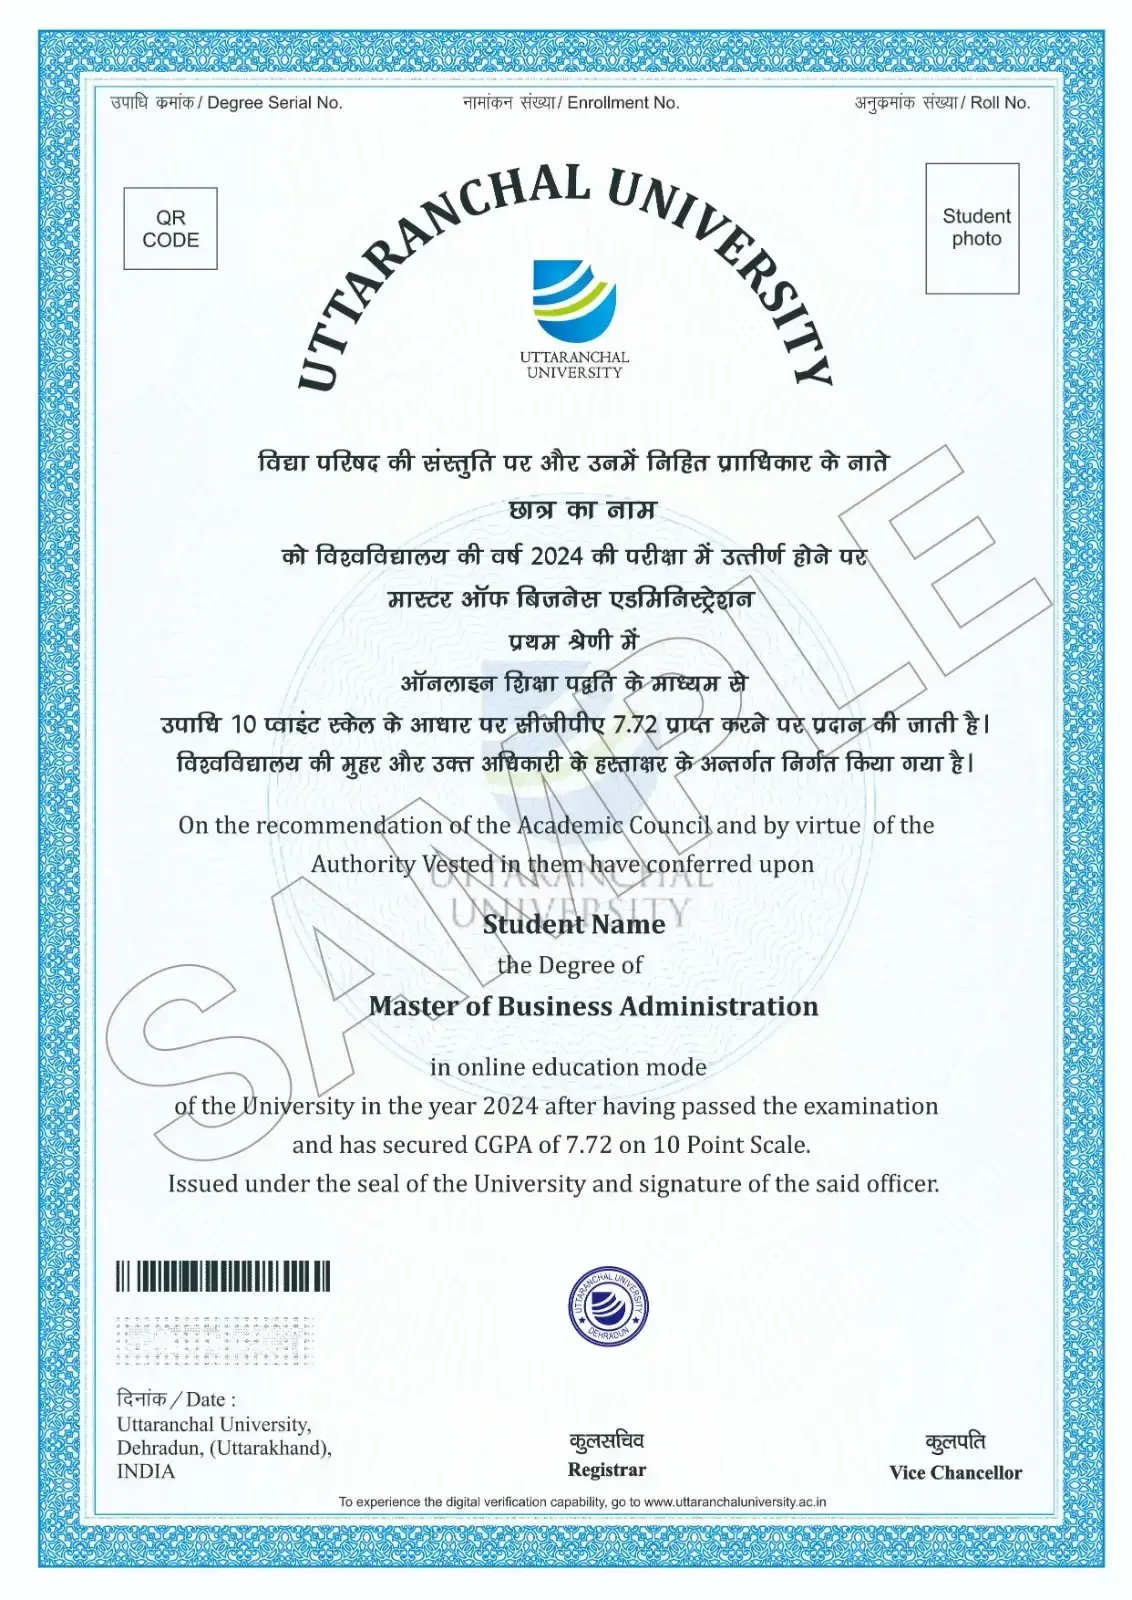 उपाधि क्रमांक / Degree Serial No. नामांकन संख्या / Enrollment No. अनुक्रमांक संख्या / Roll No.
QR
CODE
Student
photo
UTTARANCHAL UNIVERSITY
UTTARANCHAL
UNIVERSITY
विद्या परिषद की संस्तुति पर और उनमें निहित प्रााधिकार के नाते
छात्र का नाम
को विश्वविद्यालय की वर्ष 2024 की परीक्षा में उत्तीर्ण होने पर
मास्टर ऑफ बिजनेस एडमिनिस्ट्रेशन
प्रथम श्रेणी में
ऑनलाइन शिक्षा पद्वति के माध्यम से
उपाधि 10 प्वाइंट स्केल के आधार पर सीजीपीए 7.72 प्राप्त करने पर प्रदान की जाती है।
विश्वविद्यालय की मुहर और उक्त अधिकारी के हस्ताक्षर के अन्तर्गत निर्गत किया गया है।
On the recommendation of the Academic Council and by virtue of the
Authority Vested in them have conferred upon
UTTARANCHAL
UNIVERSITY
Student Name
the Degree of
Master of Business Administration
in online education mode
of the University in the year 2024 after having passed the examination
and has secured CGPA of 7.72 on 10 Point Scale.
Issued under the seal of the University and signature of the said officer.
SAMPLE
UTTARANCHAL UNIVERSITY
DEHRADUN
दिनांक / Date :
Uttaranchal University,
Dehradun, (Uttarakhand),
INDIA
कुलसचिव
Registrar
कुलपति
Vice Chancellor
To experience the digital verification capability, go to www.uttaranchaluniversity.ac.in